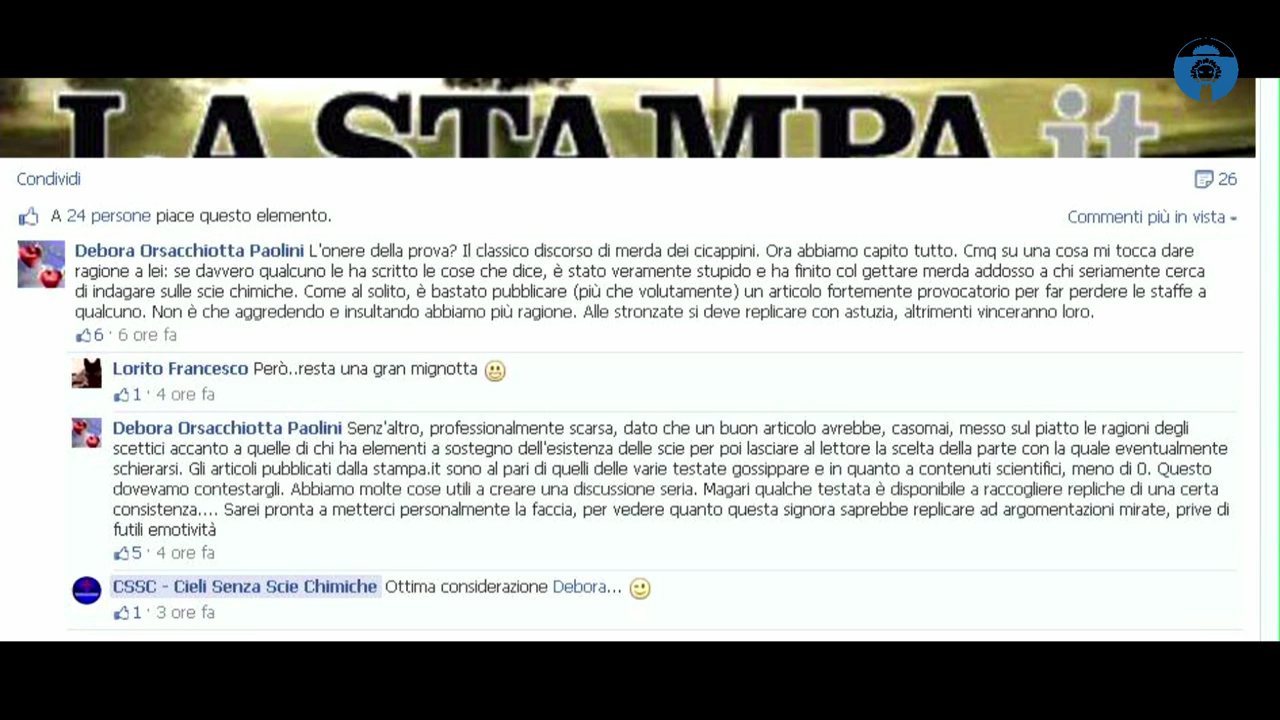 LA STAMPA.it
Condividi
26
A 24 persone piace questo elemento.
Commenti più in vista
Debora Orsacchiotta Paolini L'onere della prova? Il classico discorso di merda dei cicappini. Ora abbiamo capito tutto. Cmq su una cosa mi tocca dare
ragione a lei: se davvero qualcuno le ha scritto le cose che dice, è stato veramente stupido e ha finito col gettare merda addosso a chi seriamente cerca
di indagare sulle scie chimiche. Come al solito, è bastato pubblicare (più che volutamente) un articolo fortemente provocatorio per far perdere le staffe a
qualcuno. Non è che aggredendo e insultando abbiamo più ragione. Alle stronzate si deve replicare con astuzia, altrimenti vinceranno loro.
6 · 6 ore fa
Lorito Francesco Però..resta una gran mignotta
1 · 4 ore fa
Debora Orsacchiotta Paolini Senz'altro, professionalmente scarsa, dato che un buon articolo avrebbe, casomai, messo sul piatto le ragioni degli
scettici accanto a quelle di chi ha elementi a sostegno dell'esistenza delle scie per poi lasciare al lettore la scelta della parte con la quale eventualmente
schierarsi. Gli articoli pubblicati dalla stampa.it sono al pari di quelli delle varie testate gossippare e in quanto a contenuti scientifici, meno di 0. Questo
dovevamo contestargli. Abbiamo molte cose utili a creare una discussione seria. Magari qualche testata è disponibile a raccogliere repliche di una certa
consistenza.... Sarei pronta a metterci personalmente la faccia, per vedere quanto questa signora saprebbe replicare ad argomentazioni mirate, prive di
futili emotività
5 · 4 ore fa
CSSC - Cieli Senza Scie Chimiche Ottima considerazione Debora...
1 · 3 ore fa